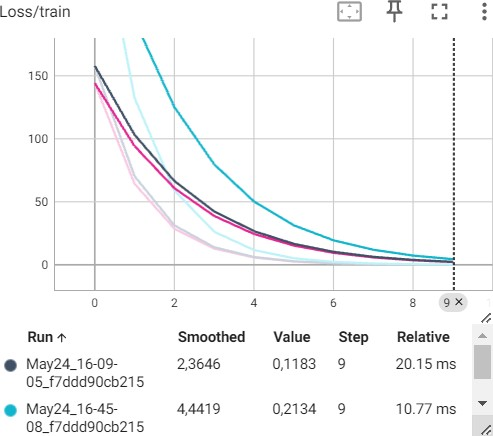 Loss/train
150
100
50
0
0 2 4 6 8 9 ×
Run ↑ Smoothed Value Step Relative
May24_16-09-
05_f7ddd90cb215 2,3646 0,1183 9 20.15 ms
May24_16-45-
08_f7ddd90cb215 4,4419 0,2134 9 10.77 ms